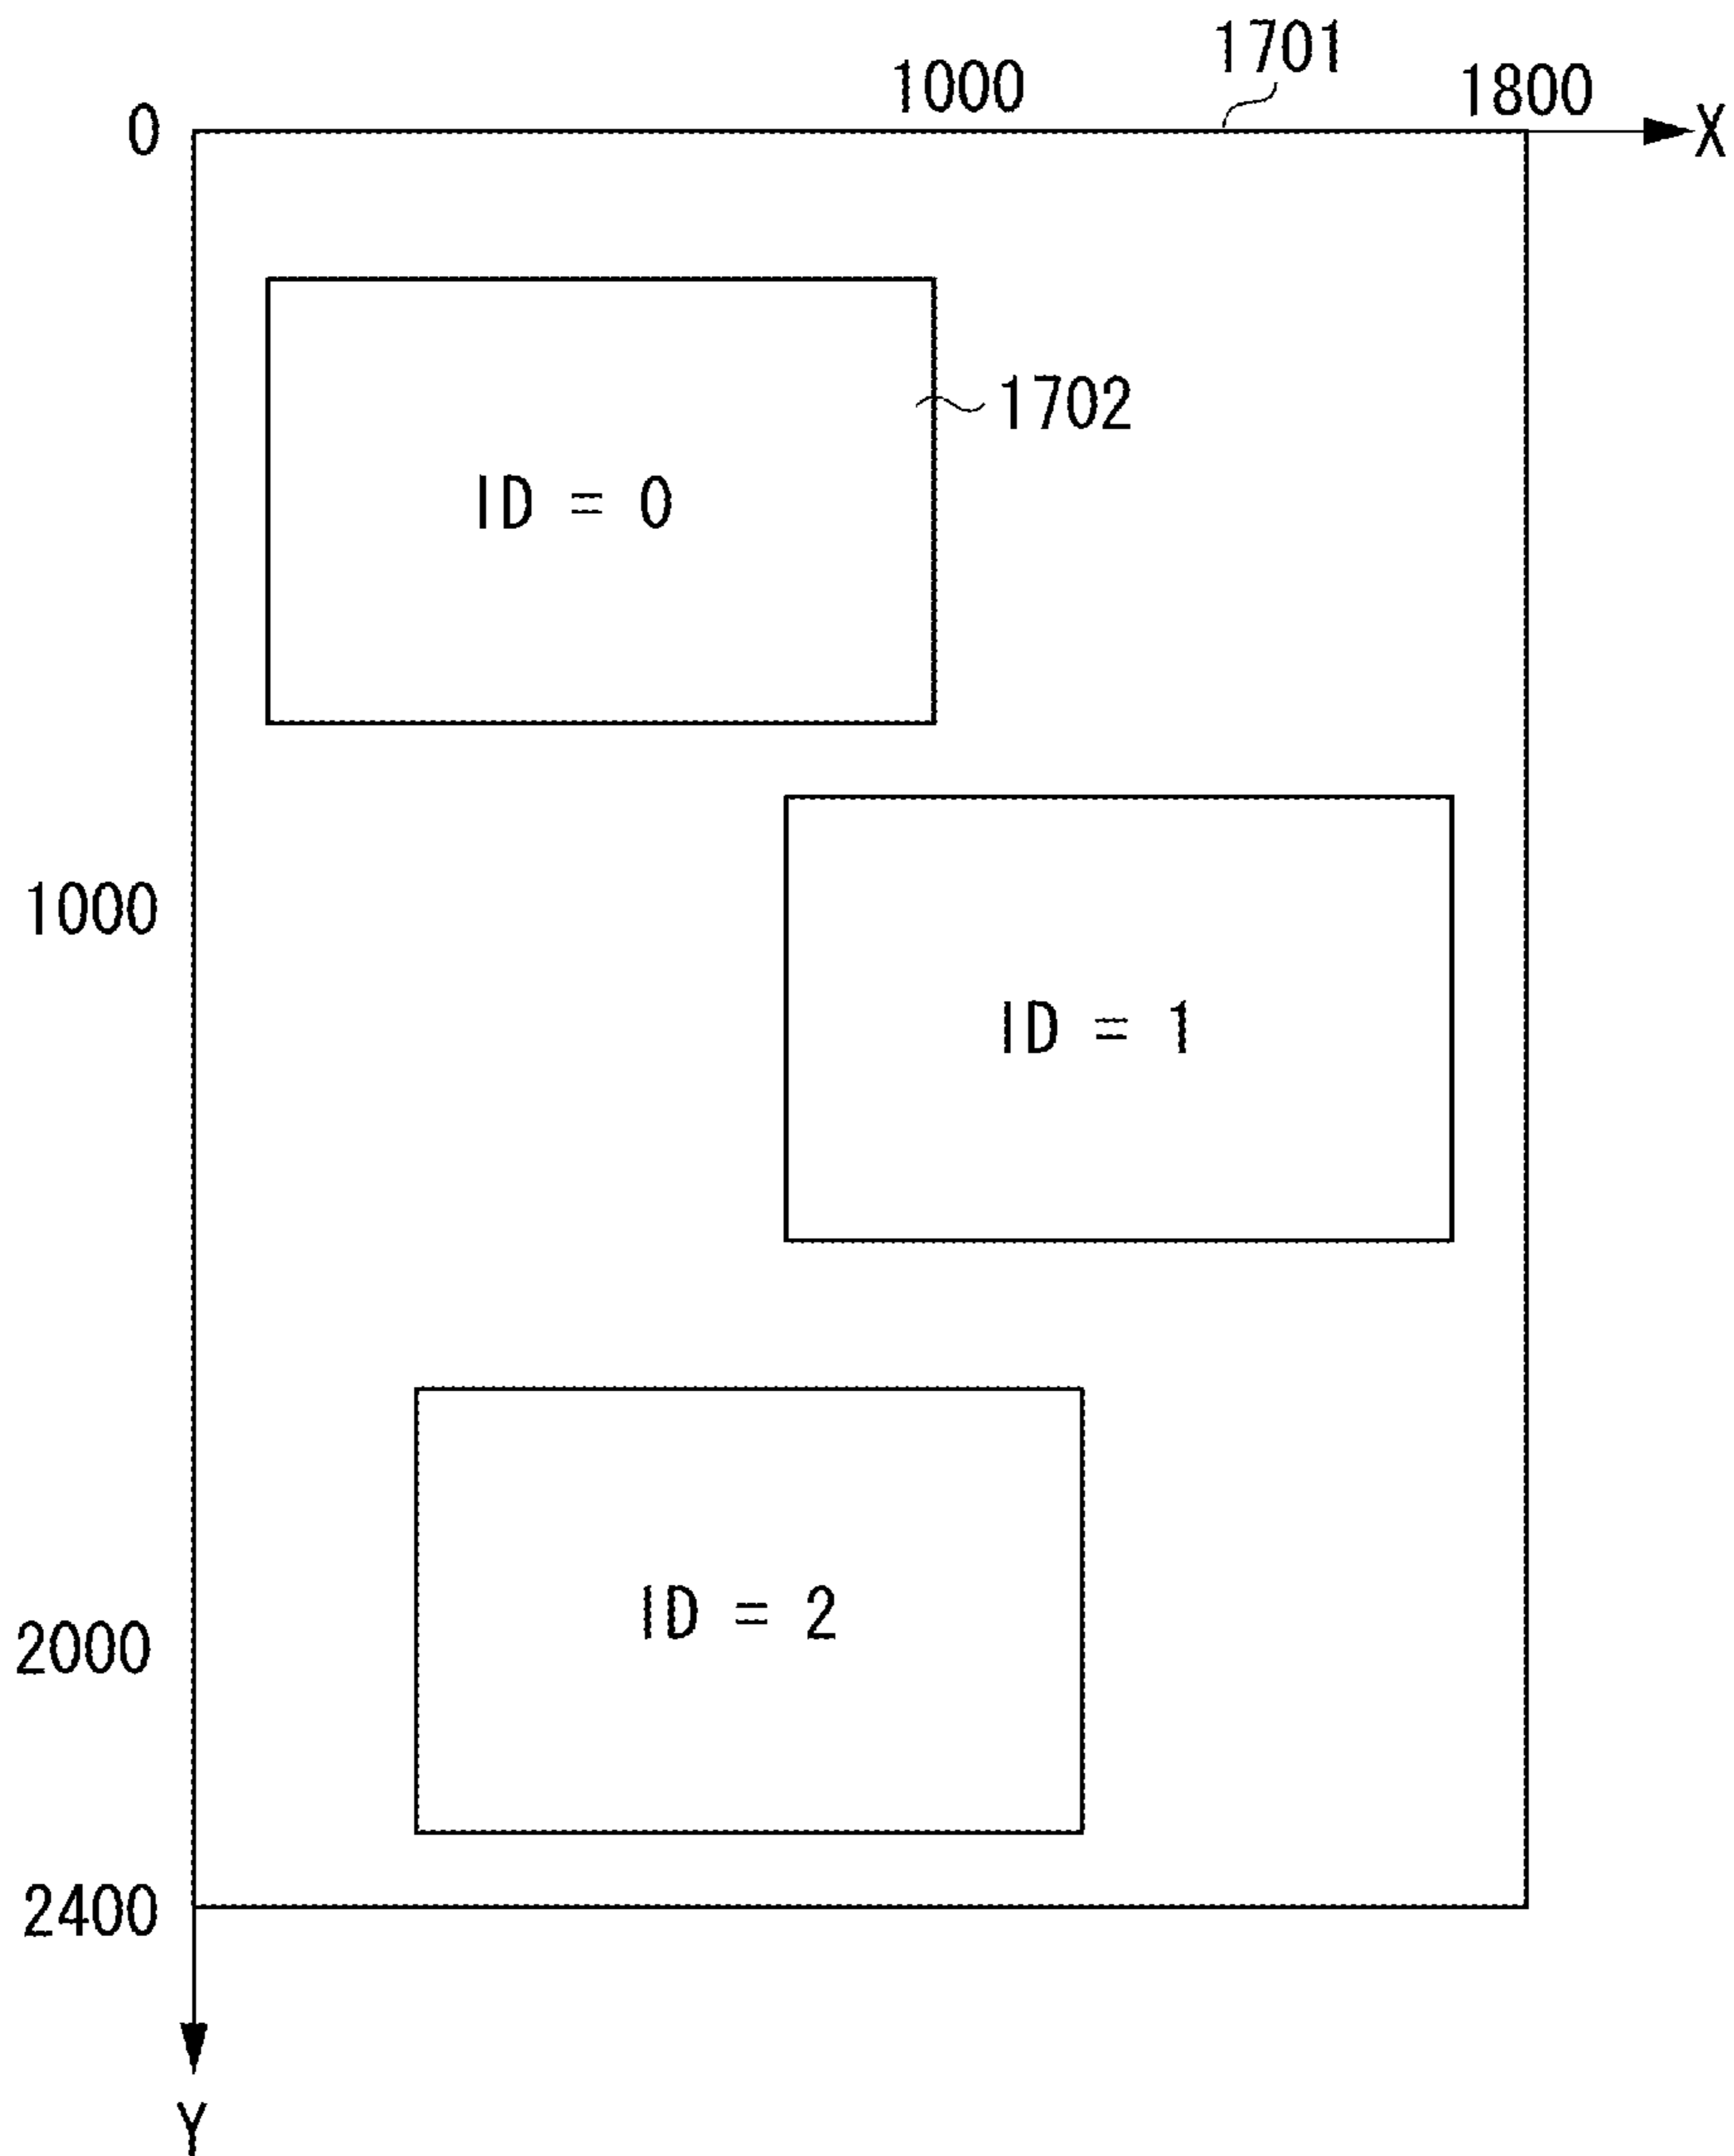 1701
1000
1800
0
X
1702
ID = 0
1000
ID = 1
ID = 2
2000
2400
Y